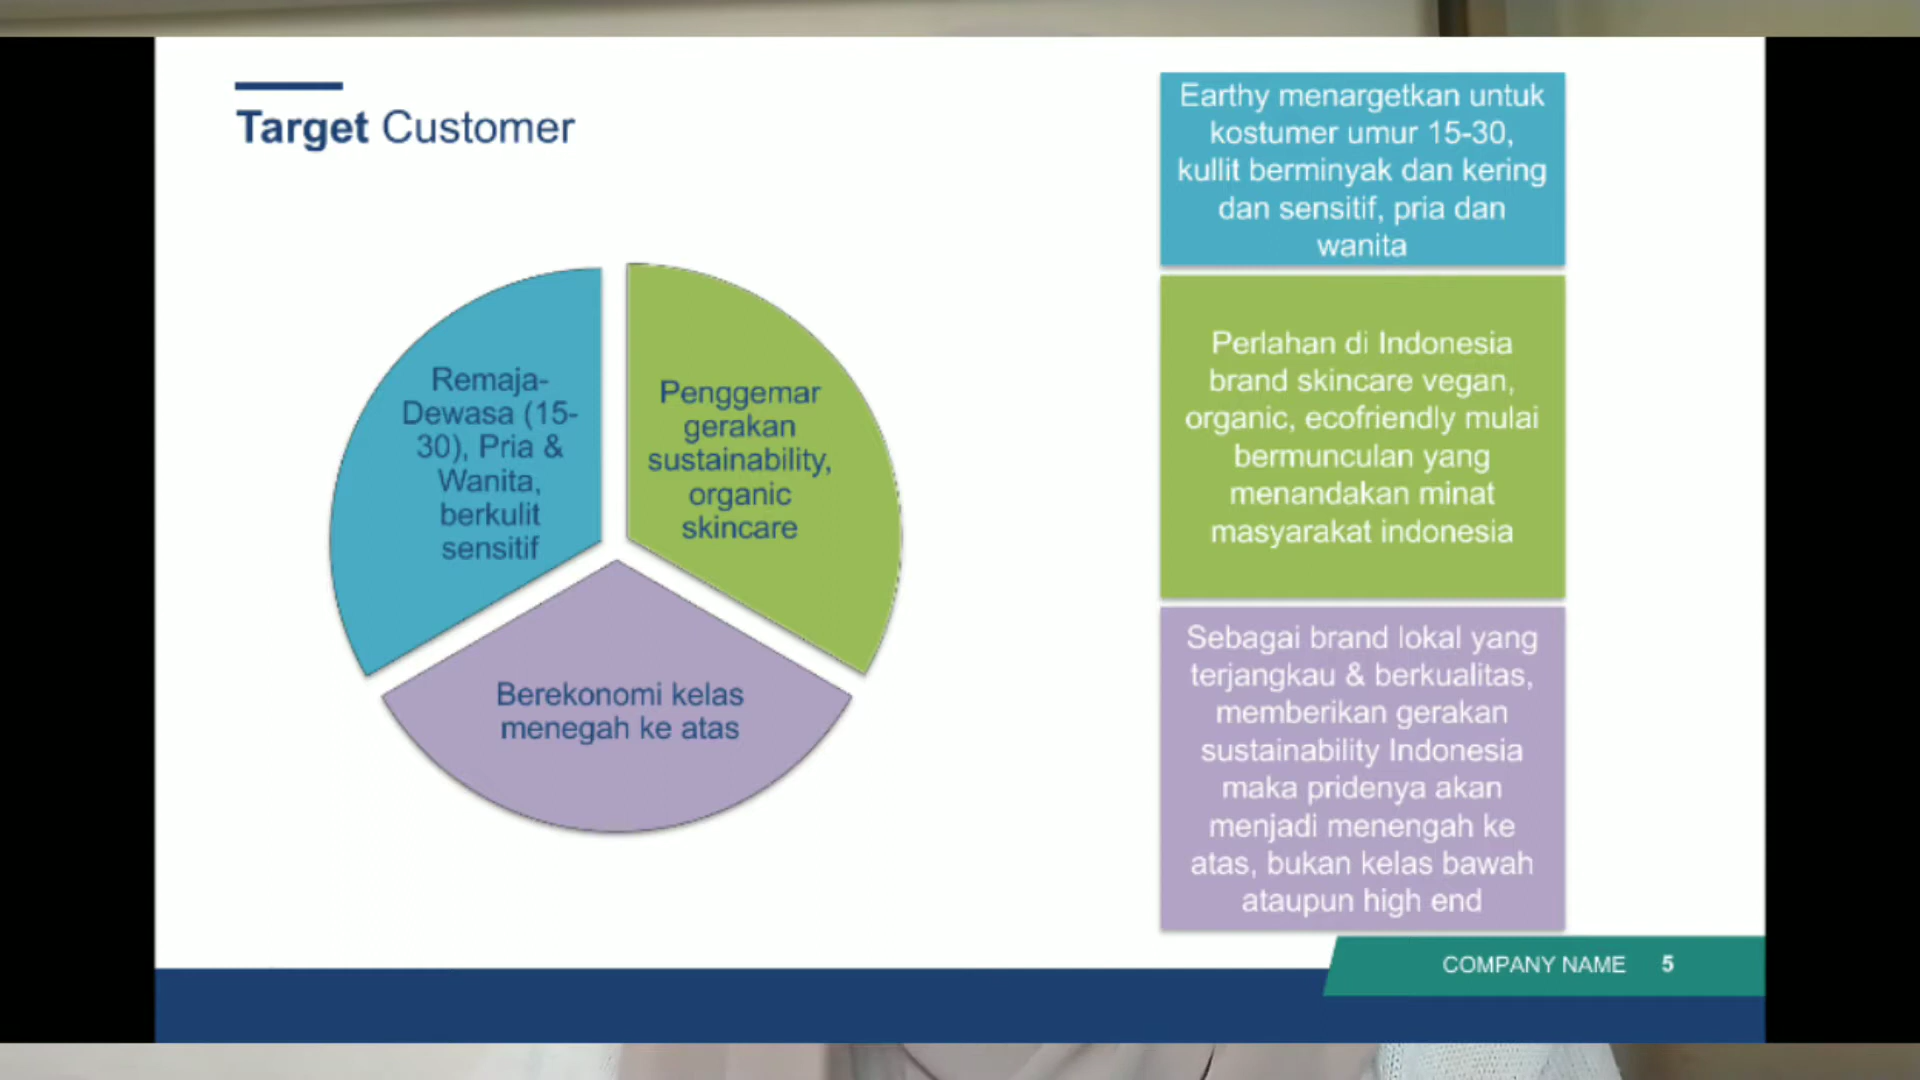 Target Customer
Remaja-
Dewasa (15-
30), Pria &
Wanita,
berkulit
sensitif
Penggemar
gerakan
sustainability,
organic
skincare
Berekonomi kelas
menegah ke atas
Earthy menargetkan untuk
kostumer umur 15-30,
kullit berminyak dan kering
dan sensitif, pria dan
wanita
Perlahan di Indonesia
brand skincare vegan,
organic, ecofriendly mulai
bermunculan yang
menandakan minat
masyarakat indonesia
Sebagai brand lokal yang
terjangkau & berkualitas,
memberikan gerakan
sustainability Indonesia
maka pridenya akan
menjadi menengah ke
atas, bukan kelas bawah
ataupun high end
COMPANY NAME 5